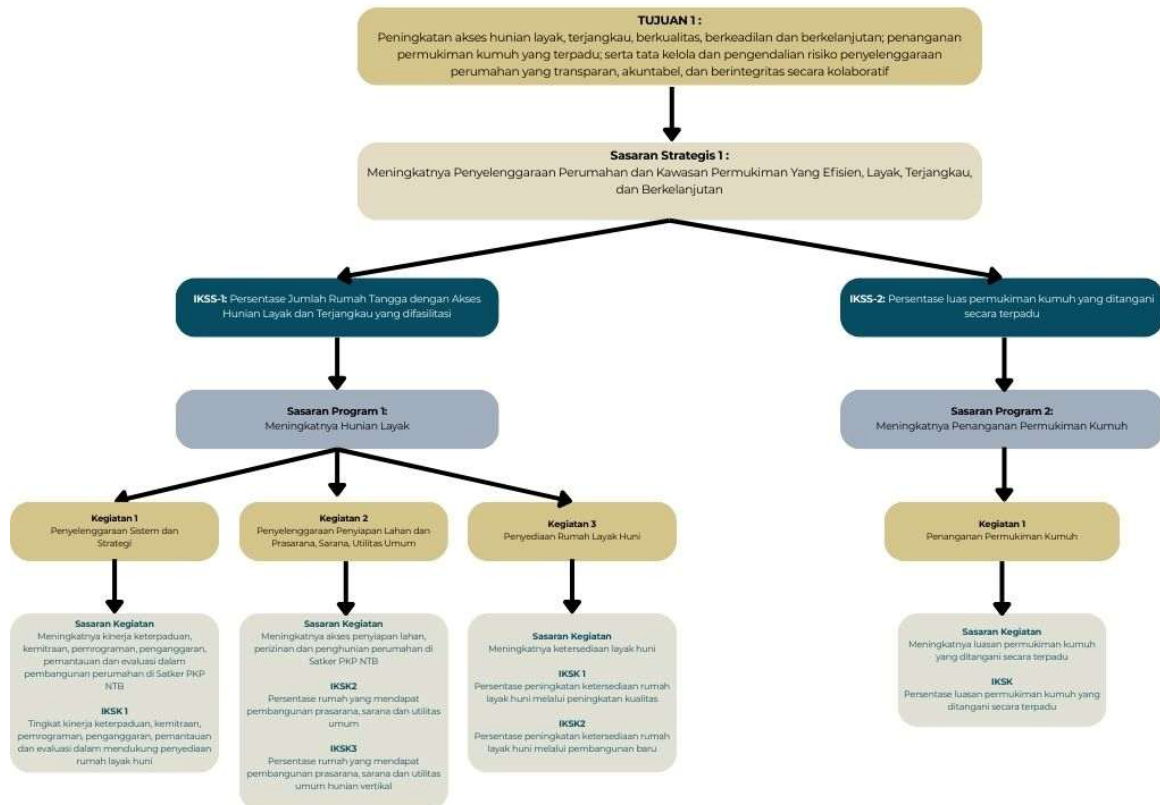 TUJUAN 1 :
Peningkatan akses hunian layak, terjangkau, berkualitas, berkeadilan dan berkelanjutan; penanganan
permukiman kumuh yang terpadu; serta tata kelola dan pengendalian risiko penyelenggaraan
perumahan yang transparan, akuntabel, dan berintegritas secara kolaboratif
Sasaran Strategis 1 :
Meningkatnya Penyelenggaraan Perumahan dan Kawasan Permukiman Yang Efisien, Layak, Terjangkau,
dan Berkelanjutan
IKSS-1: Persentase Jumlah Rumah Tangga dengan Akses
Hunian Layak dan Terjangkau yang difasilitasi
IKSS-2: Persentase luas permukiman kumuh yang ditangani
secara terpadu
Sasaran Program 1:
Meningkatnya Hunian Layak
Sasaran Program 2:
Meningkatnya Penanganan Permukiman Kumuh
Kegiatan 1
Penyelenggaraan Sistem dan
Strategi
Kegiatan 2
Penyelenggaraan Penyiapan Lahan dan
Prasarana, Sarana, Utilitas Umum
Kegiatan 3
Penyediaan Rumah Layak Huni
Kegiatan 1
Penanganan Permukiman Kumuh
Sasaran Kegiatan
Meningkatnya kinerja keterpaduan,
kemitraan, pemrograman, penganggaran,
pemantauan dan evaluasi dalam
pembangunan perumahan di Satker PKP
NTB
IKSK 1
Tingkat kinerja keterpaduan, kemitraan,
pemrograman, penganggaran, pemantauan
dan evaluasi dalam mendukung penyediaan
rumah layak huni
Sasaran Kegiatan
Meningkatnya akses penyiapan lahan,
perizinan dan penghunian perumahan di
Satker PKP NTB
IKSK2
Persentase rumah yang mendapat
pembangunan prasarana, sarana dan utilitas
umum
IKSK3
Persentase rumah yang mendapat
pembangunan prasarana, sarana dan utilitas
umum hunian vertikal
Sasaran Kegiatan
Meningkatnya ketersediaan layak huni
IKSK 1
Persentase peningkatan ketersediaan rumah
layak huni melalui peningkatan kualitas
IKSK2
Persentase peningkatan ketersediaan rumah
layak huni melalui pembangunan baru
Sasaran Kegiatan
Meningkatnya luasan permukiman kumuh
yang ditangani secara terpadu
IKSK
Persentase luasan permukiman kumuh yang
ditangani secara terpadu